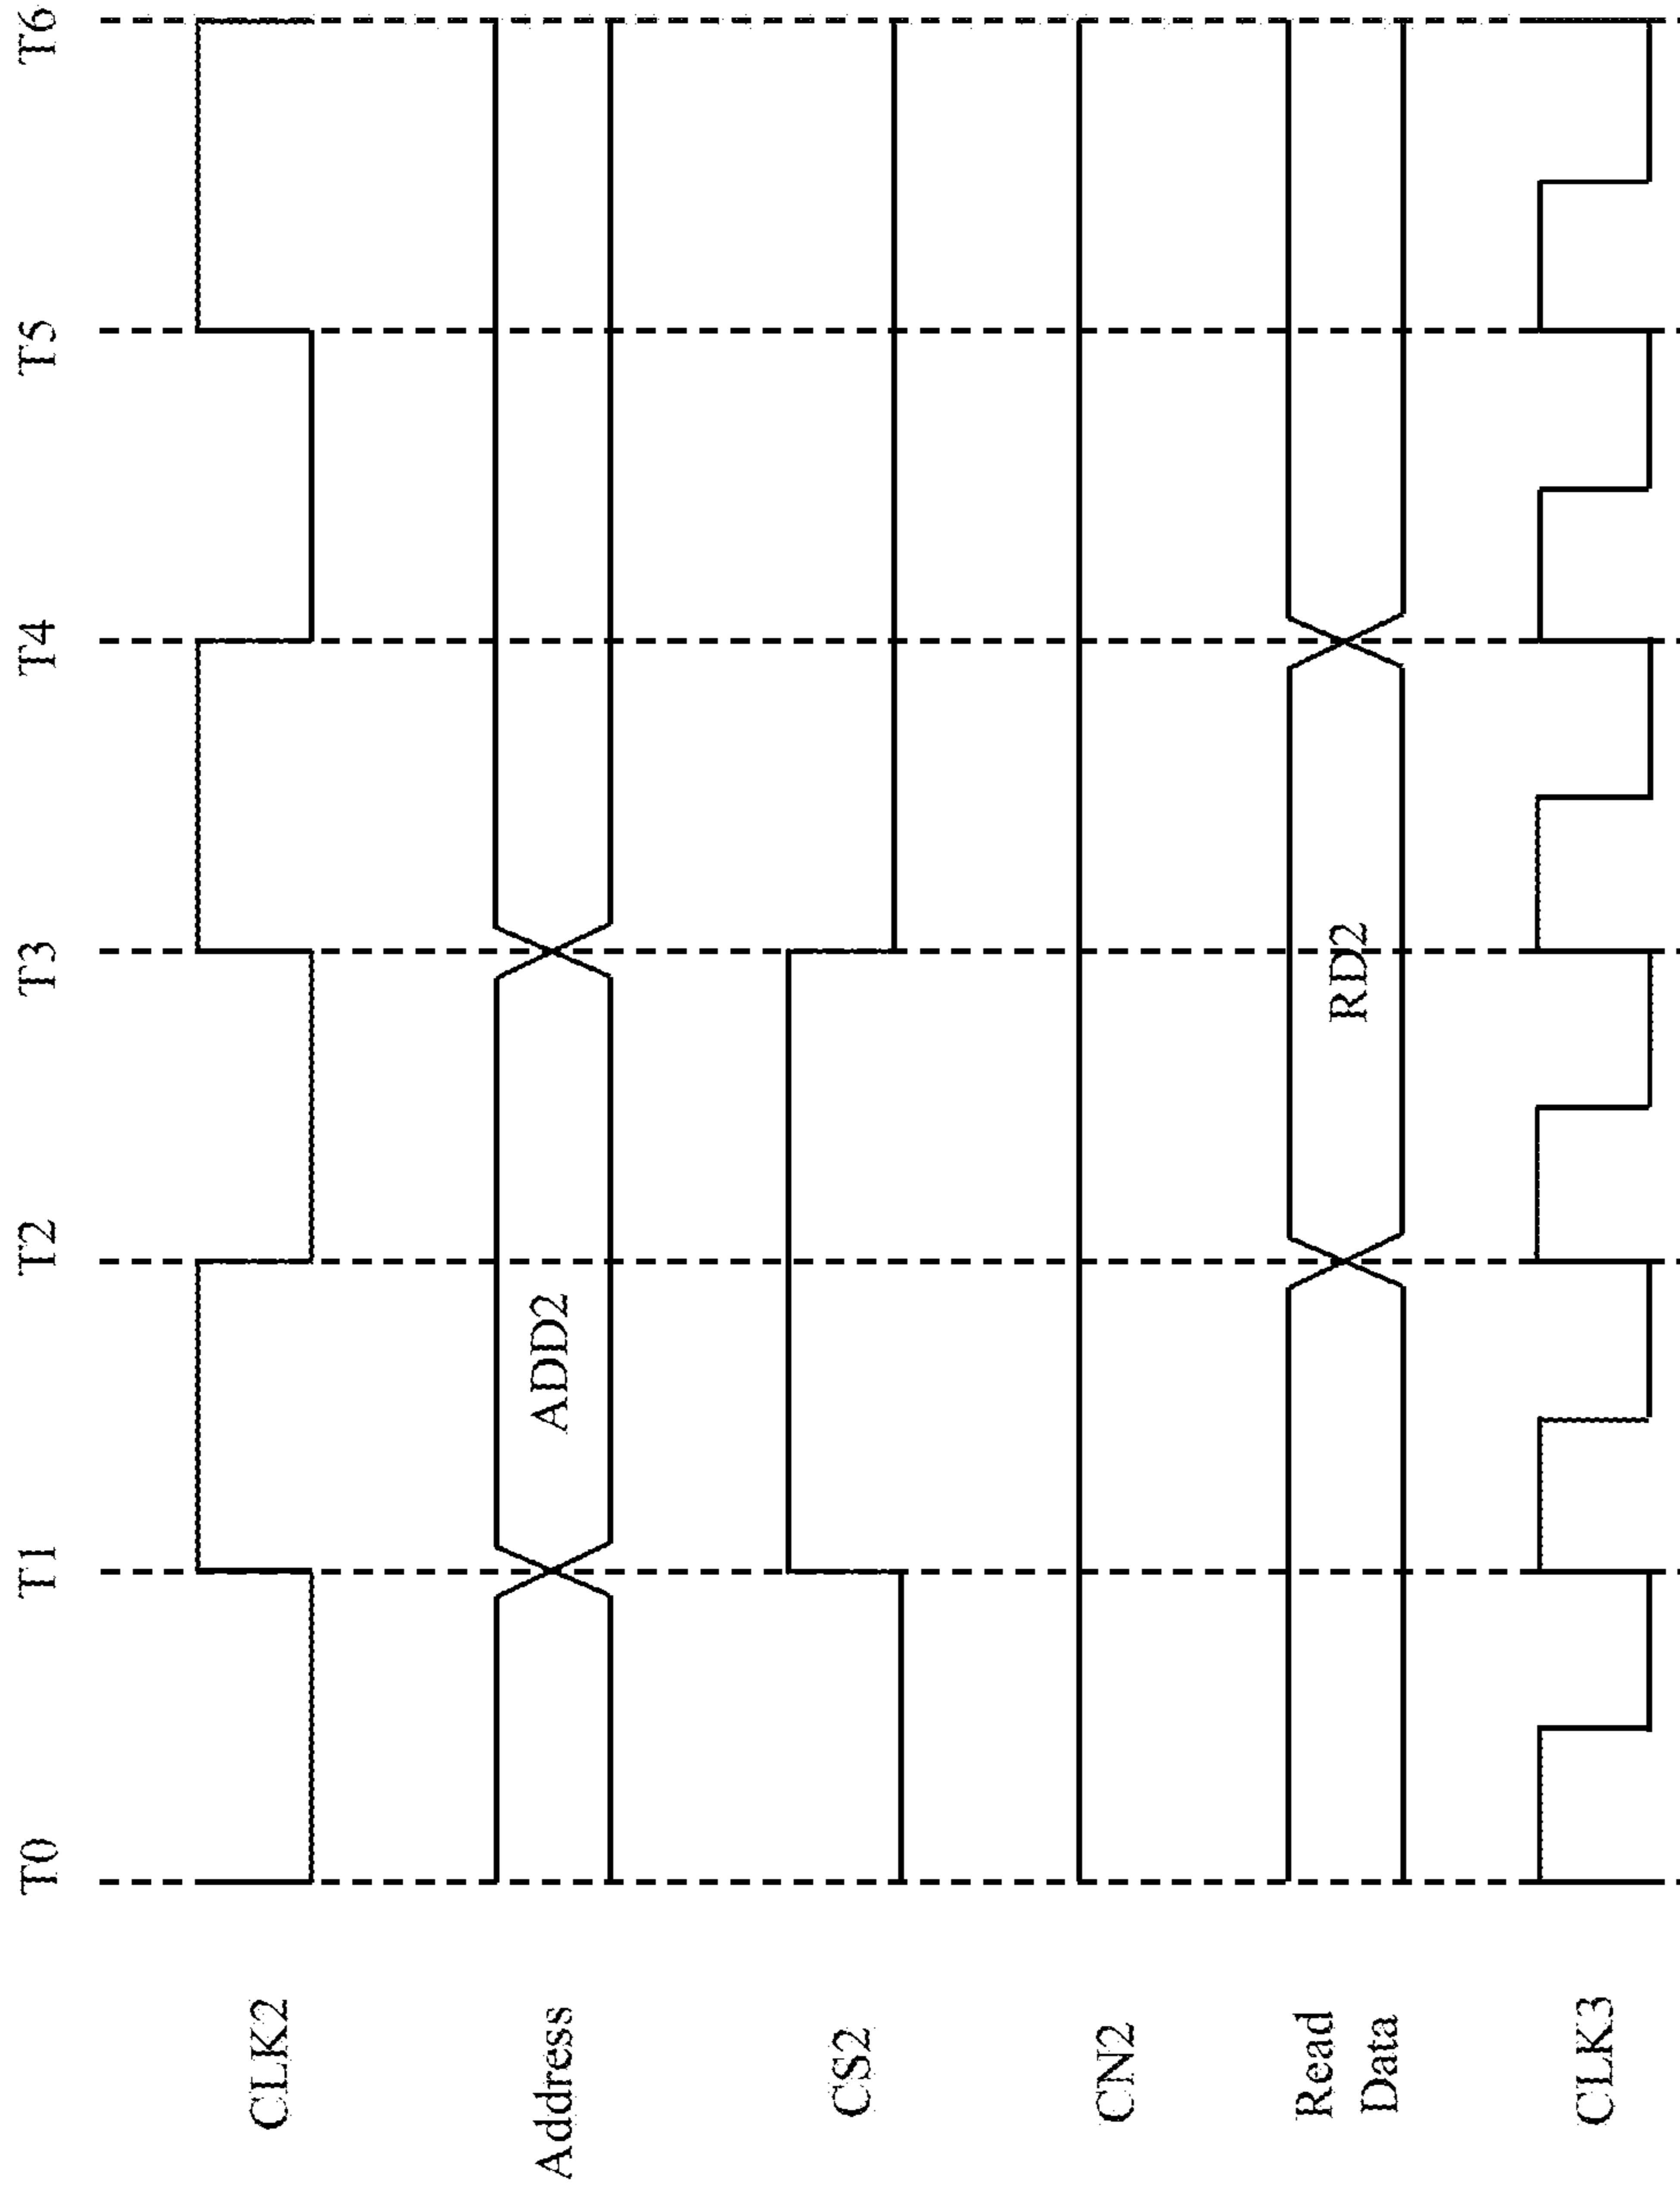 T0 T1 T2 T3 T4 T5 T6
CLK2
Address ADD2
CS2
CN2
Read
Data
RD2
CLK3